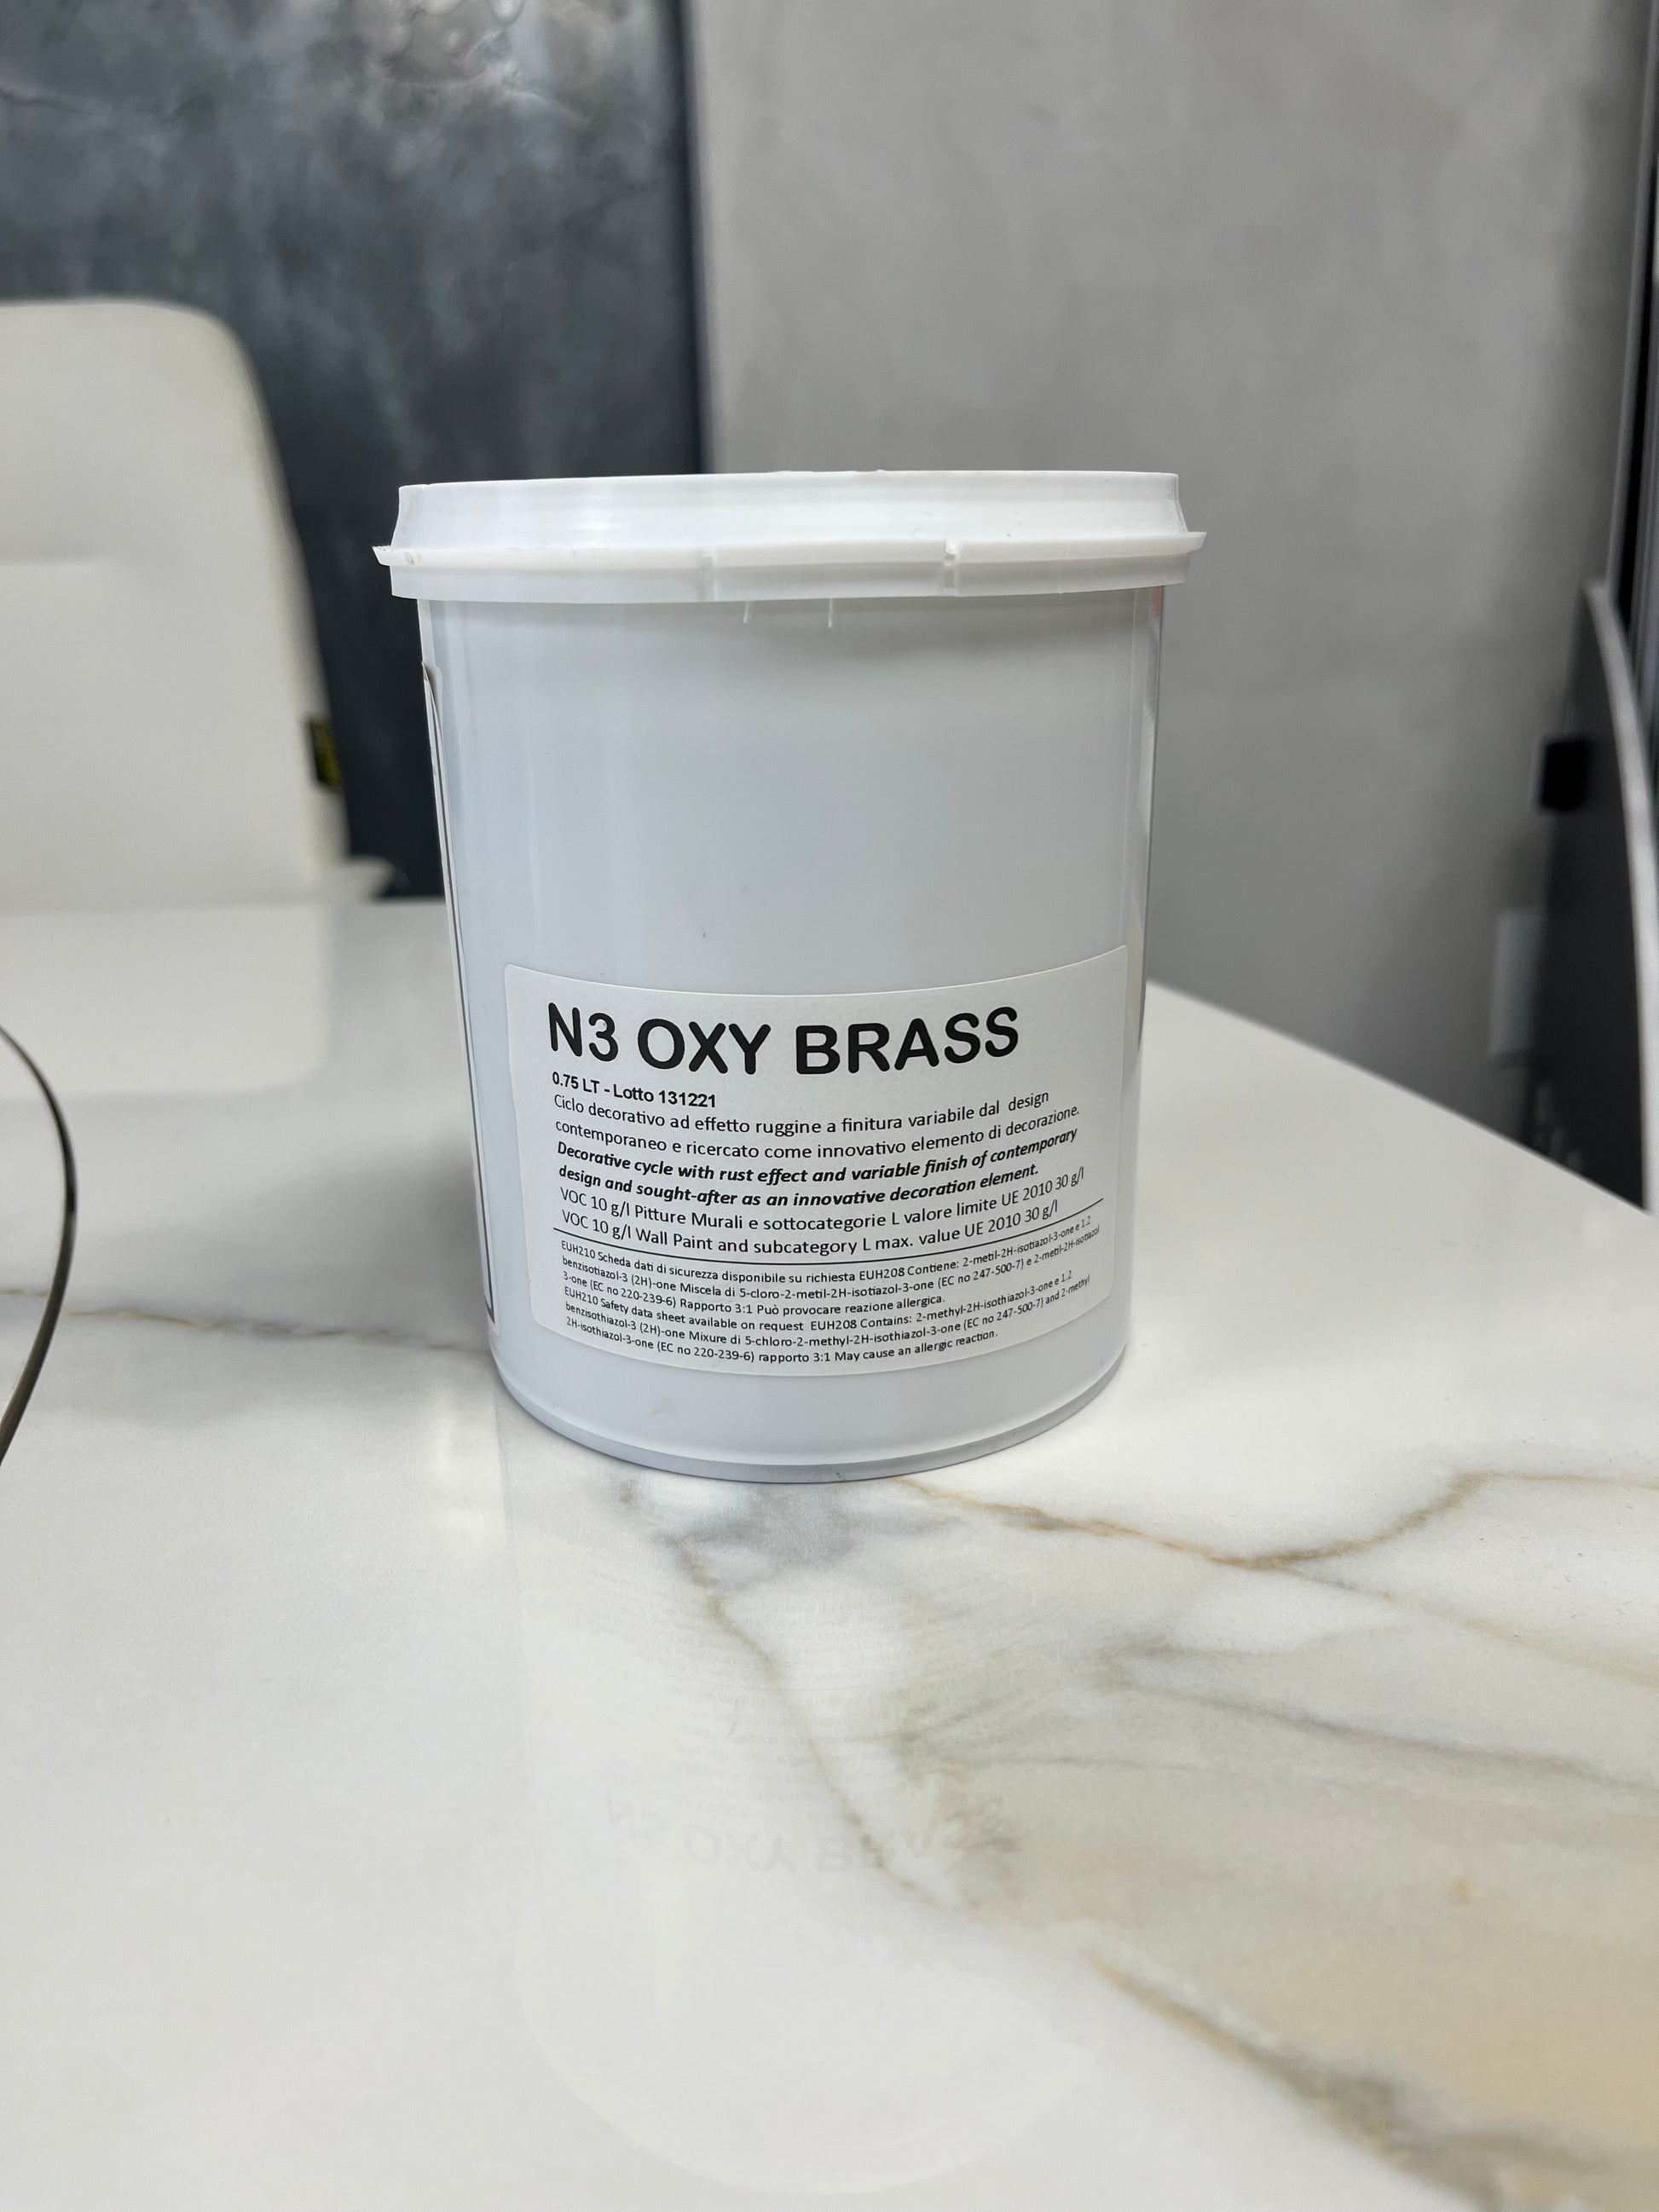 N3 OXY BRASS
0.75 LT - Lotto 131221
Ciclo decorativo ad effetto ruggine a finitura variabile dal design
contemporaneo e ricercato come innovativo elemento di decorazione.
Decorative cycle with rust effect and variable finish of contemporary
design and sought-after as an innovative decoration element.
VOC 10 g/l Pitture Murali e sottocategorie L valore limite UE 2010 30 g/l
VOC 10 g/l Wall Paint and subcategory L max. value UE 2010 30 g/l
EUH210 Scheda dati di sicurezza disponibile su richiesta EUH208 Contiene: 2-metil-2H-isotiazol-3-one e 1.2
benzisotiazol-3 (2H)-one Miscela di 5-cloro-2-metil-2H-isotiazol-3-one (EC no 247-500-7) e 2-metil-2H-isotiazol
3-one (EC no 220-239-6) Rapporto 3:1 Può provocare reazione allergica.
EUH210 Safety data sheet available on request EUH208 Contains: 2-methyl-2H-isothiazol-3-one e 1.2
benzisothiazol-3 (2H)-one Mixure di 5-chloro-2-methyl-2H-isothiazol-3-one (EC no 247-500-7) and 2-methyl
2H-isothiazol-3-one (EC no 220-239-6) rapporto 3:1 May cause an allergic reaction.